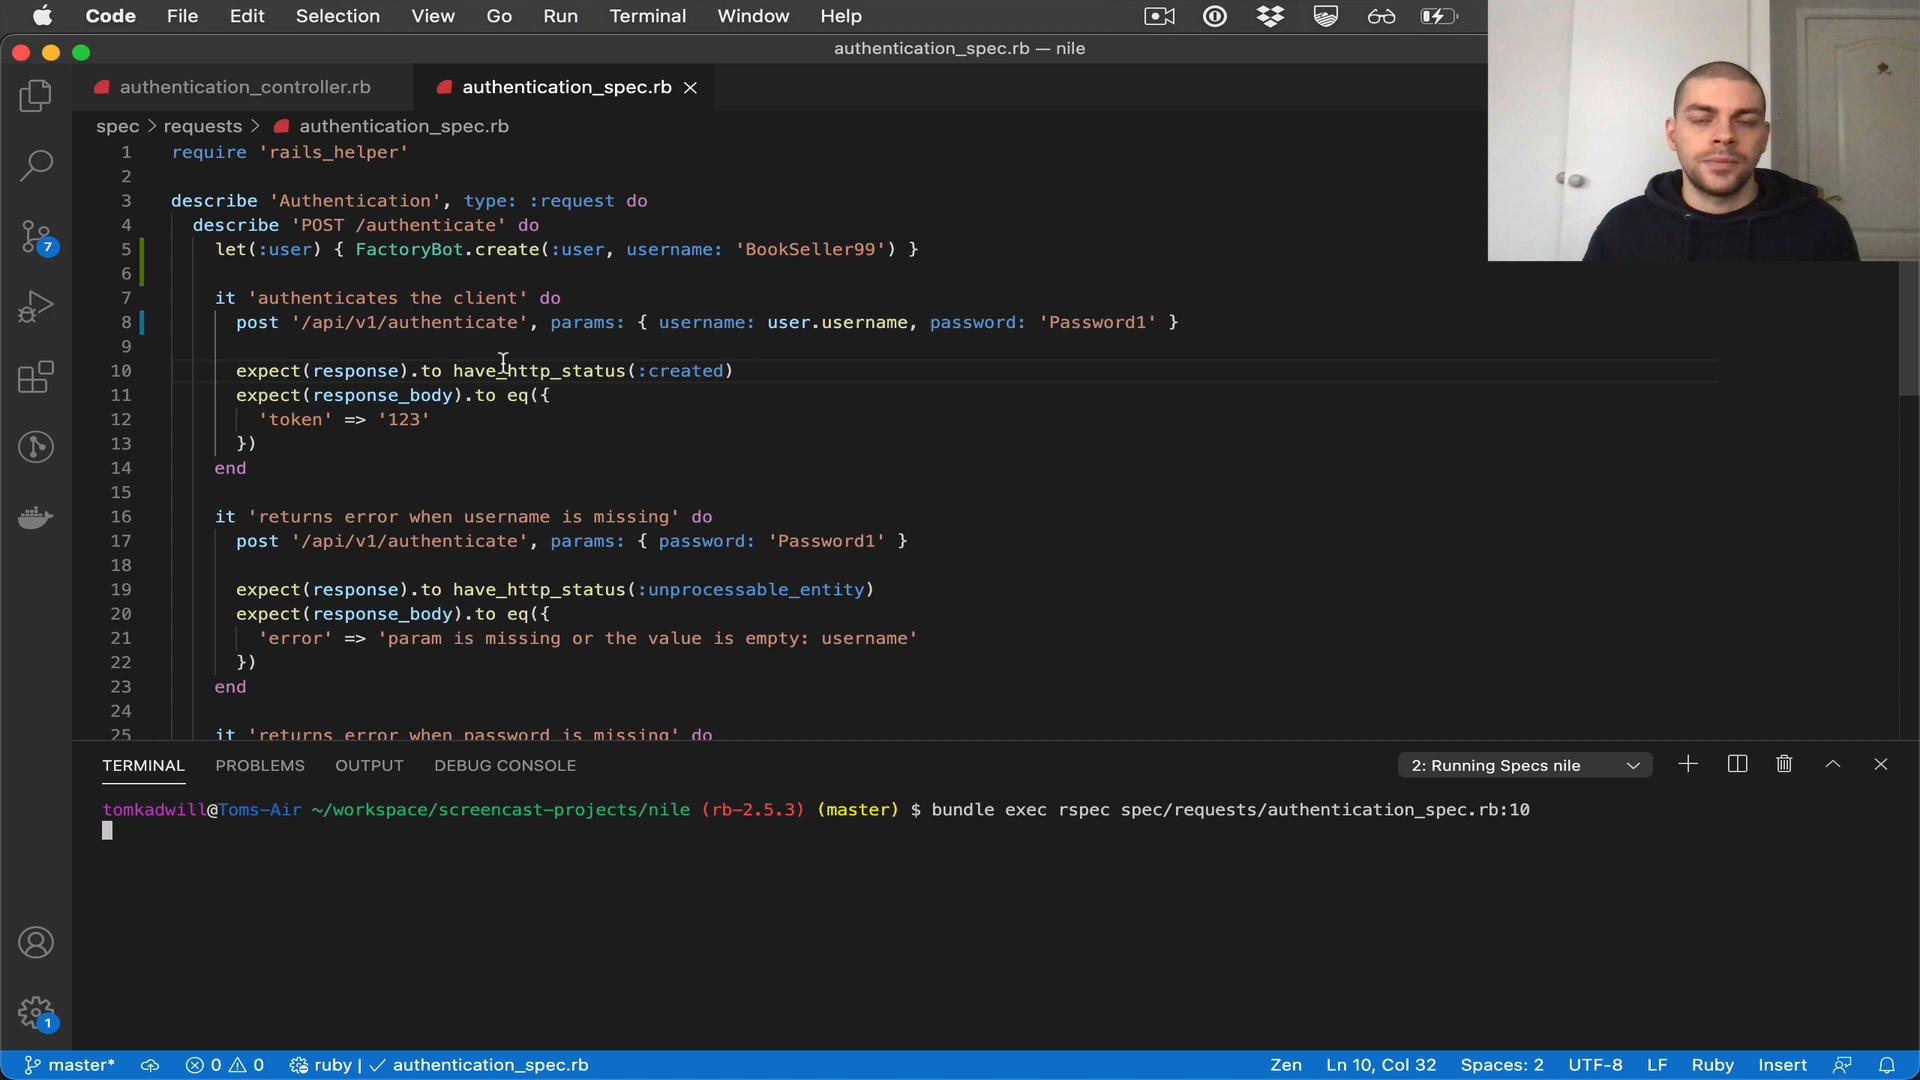 Code File Edit Selection View Go Run Terminal Window Help
authentication_spec.rb — nile
authentication_controller.rb authentication_spec.rb
spec > requests > authentication_spec.rb
1 require 'rails_helper'
2
3 describe 'Authentication', type: :request do
4 describe 'POST /authenticate' do
5 let(:user) { FactoryBot.create(:user, username: 'BookSeller99') }
6
7 it 'authenticates the client' do
8 post '/api/v1/authenticate', params: { username: user.username, password: 'Password1' }
9
10 expect(response).to have_http_status(:created)
11 expect(response_body).to eq({
12 'token' => '123'
13 })
14 end
15
16 it 'returns error when username is missing' do
17 post '/api/v1/authenticate', params: { password: 'Password1' }
18
19 expect(response).to have_http_status(:unprocessable_entity)
20 expect(response_body).to eq({
21 'error' => 'param is missing or the value is empty: username'
22 })
23 end
24
25 it 'returns error when password is missing' do
7
TERMINAL PROBLEMS OUTPUT DEBUG CONSOLE 2: Running Specs nile
tomkadwill@Toms-Air ~/workspace/screencast-projects/nile (rb-2.5.3) (master) $ bundle exec rspec spec/requests/authentication_spec.rb:10
1
master* 0 0 ruby | ✓ authentication_spec.rb Zen Ln 10, Col 32 Spaces: 2 UTF-8 LF Ruby Insert